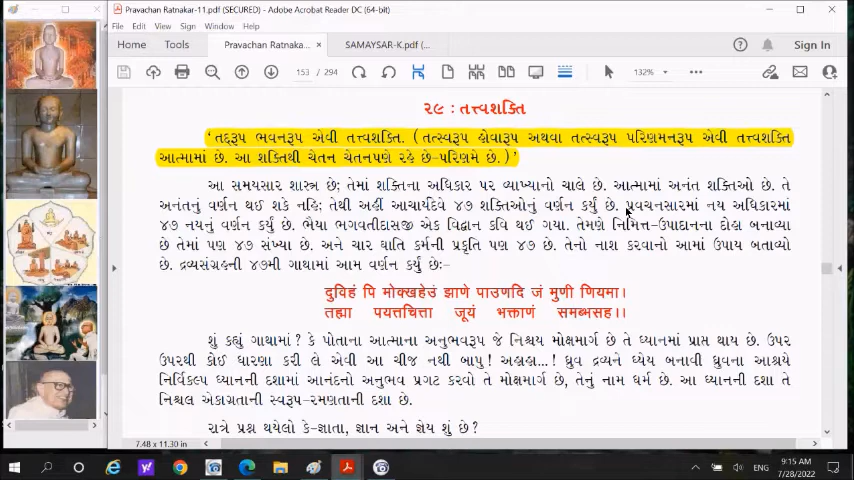 Pravachan Ratnakar-11.pdf (SECURED) - Adobe Acrobat Reader DC (64-bit)
File Edit View Sign Window Help
Home Tools Pravachan Ratnaka... × SAMAYSAR-K.pdf (... Sign In
153 / 294 132%
૨૯ : તત્ત્વશક્તિ
'તદ્રૂપ ભવનરૂપ એવી તત્ત્વશક્તિ. (તત્સ્વરૂપ હોવારૂપ અથવા તત્સ્વરૂપ પરિણમનરૂપ એવી તત્ત્વશક્તિ
આત્મામાં છે. આ શક્તિથી ચેતન ચેતનપણે રહે છે-પરિણમે છે.)'
આ સમયસાર શાસ્ત્ર છે; તેમાં શક્તિના અધિકાર પર વ્યાખ્યાનો ચાલે છે. આત્મામાં અનંત શક્તિઓ છે. તે
અનંતનું વર્ણન થઈ શકે નહિ; તેથી અહીં આચાર્યદેવે ૪૭ શક્તિઓનું વર્ણન કર્યું છે. પ્રવચનસારમાં નય અધિકારમાં
૪૭ નયનું વર્ણન કર્યું છે. ભૈયા ભગવતીદાસજી એક વિદ્વાન કવિ થઈ ગયા. તેમણે નિમિત્ત-ઉપાદાનના દોહા બનાવ્યા
છે તેમાં પણ ૪૭ સંખ્યા છે. અને ચાર ઘાતિ કર્મની પ્રકૃતિ પણ ૪૭ છે. તેનો નાશ કરવાનો આમાં ઉપાય બતાવ્યો
છે. દ્રવ્યસંગ્રહની ૪૭મી ગાથામાં આમ વર્ણન કર્યું છેઃ-
दुविहं पि मोक्खहेउं झाणे पाउणदि जं मुणी णियमा।
तह्मा पयत्तचित्ता जूयं भक्ताणं समब्भसह।।
શું કહ્યું ગાથામાં? કે પોતાના આત્માના અનુભવરૂપ જે નિશ્ચય મોક્ષમાર્ગ છે તે ધ્યાનમાં પ્રાપ્ત થાય છે. ઉપર
ઉપરથી કોઈ ધારણા કરી લે એવી આ ચીજ નથી બાપુ! અહાહા...! ધ્રુવ દ્રવ્યને ધ્યેય બનાવી ધ્રુવના આશ્રયે
નિર્વિકલ્પ ધ્યાનની દશામાં આનંદનો અનુભવ પ્રગટ કરવો તે મોક્ષમાર્ગ છે, તેનું નામ ધર્મ છે. આ ધ્યાનની દશા તે
નિશ્ચલ એકાગ્રતાની સ્વરૂપ-રમણતાની દશા છે.
રાત્રે પ્રશ્ન થયેલો કે-જ્ઞાતા, જ્ઞાન અને જ્ઞેય શું છે?
7.48 x 11.30 in
ENG 9:15 AM
7/28/2022